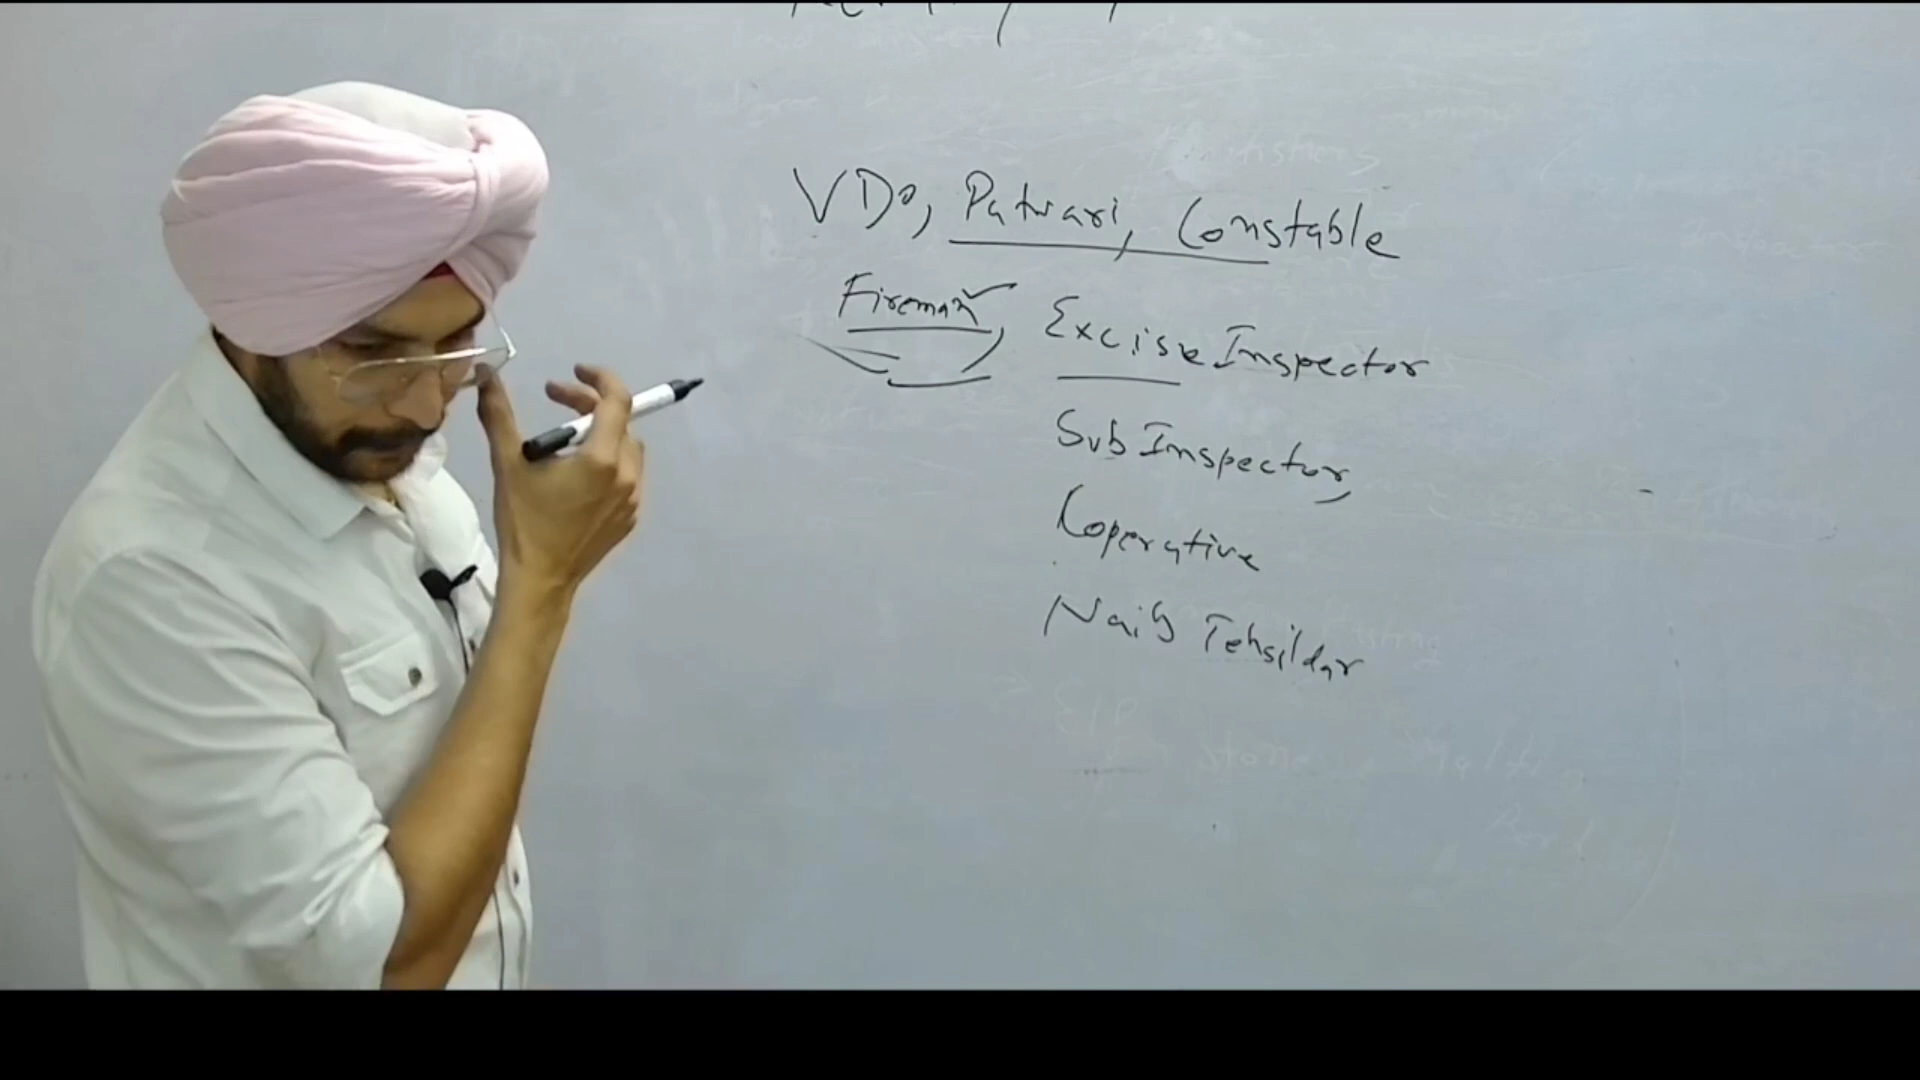 VDO, Patwari, Constable
Fireman, Excise Inspector
Sub Inspector,
Coperative
Naib Tehsildar